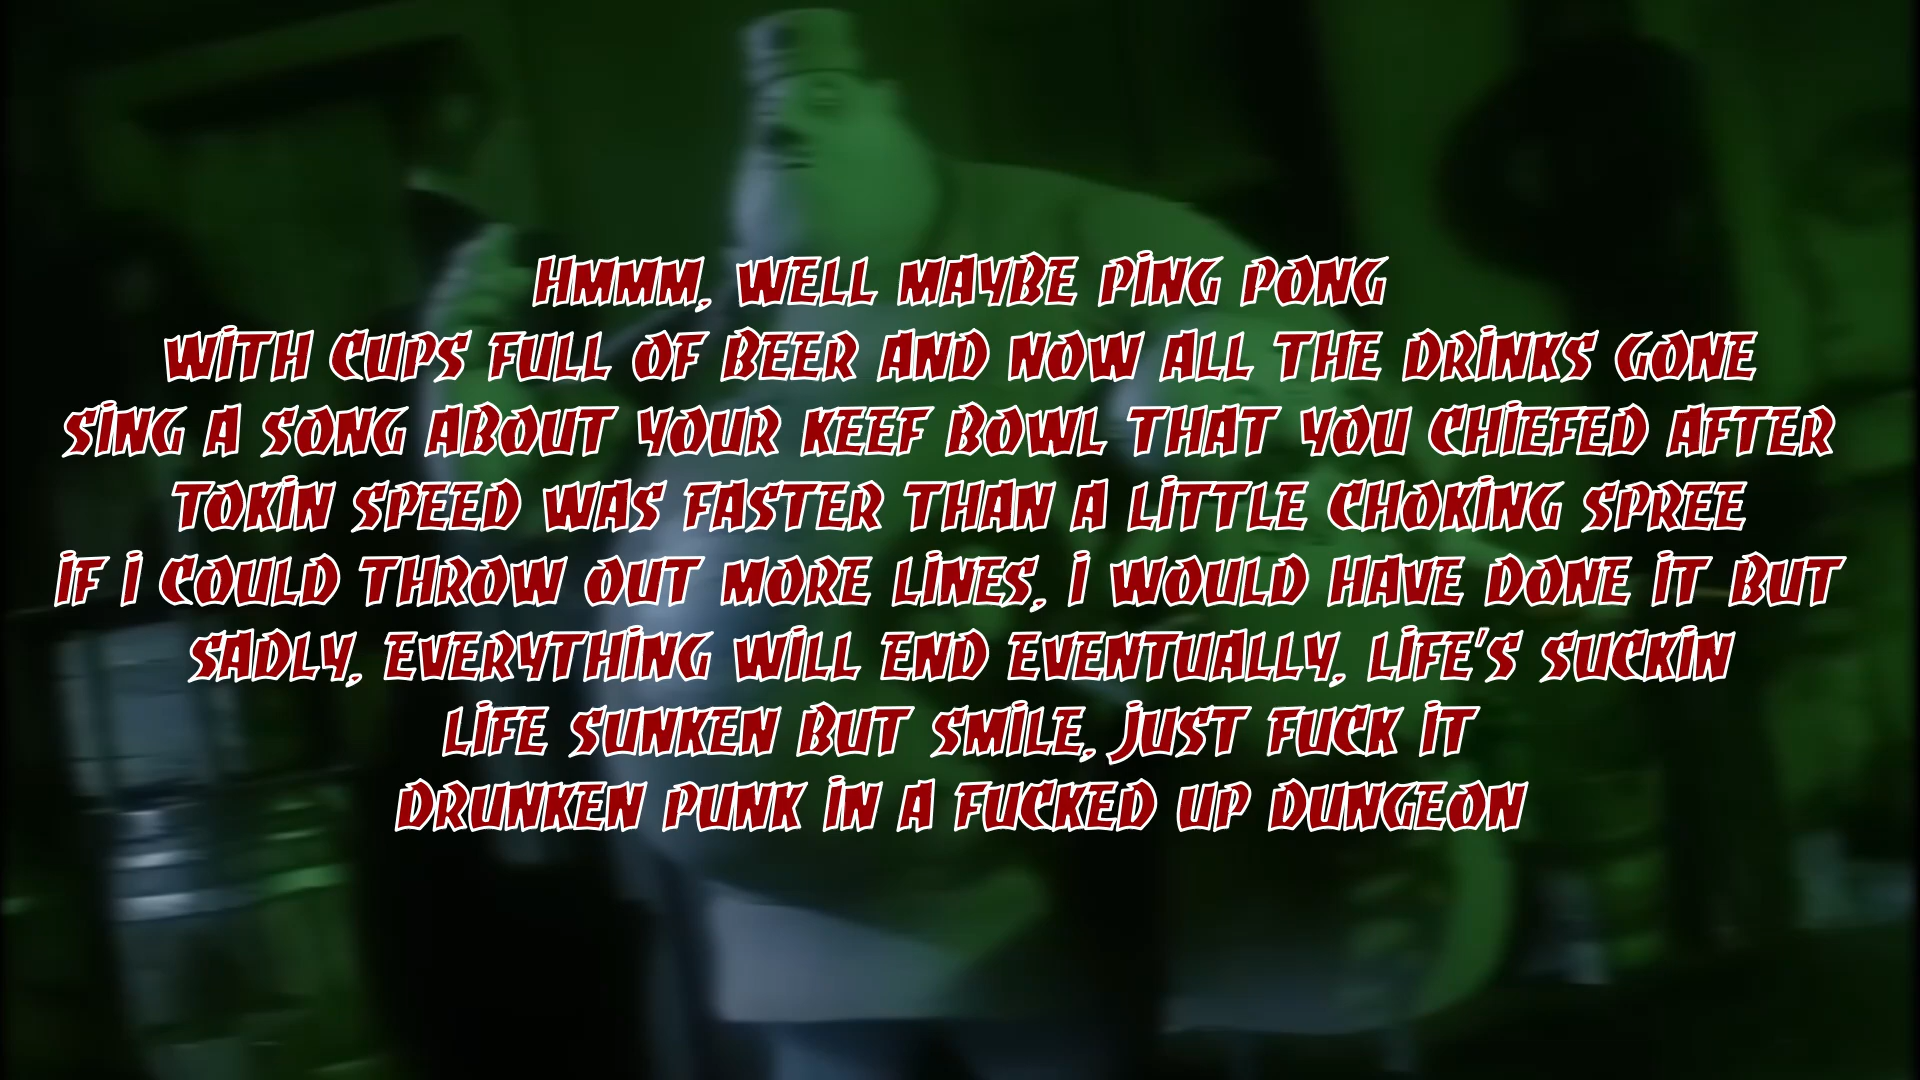 HMMM, WELL MAYBE PING PONG
WITH CUPS FULL OF BEER AND NOW ALL THE DRINKS GONE
SING A SONG ABOUT YOUR KEEF BOWL THAT YOU CHIEFED AFTER
TOKIN SPEED WAS FASTER THAN A LITTLE CHOKING SPREE
IF I COULD THROW OUT MORE LINES, I WOULD HAVE DONE IT BUT
SADLY, EVERYTHING WILL END EVENTUALLY, LIFE'S SUCKIN
LIFE SUNKEN BUT SMILE, JUST FUCK IT
DRUNKEN PUNK IN A FUCKED UP DUNGEON